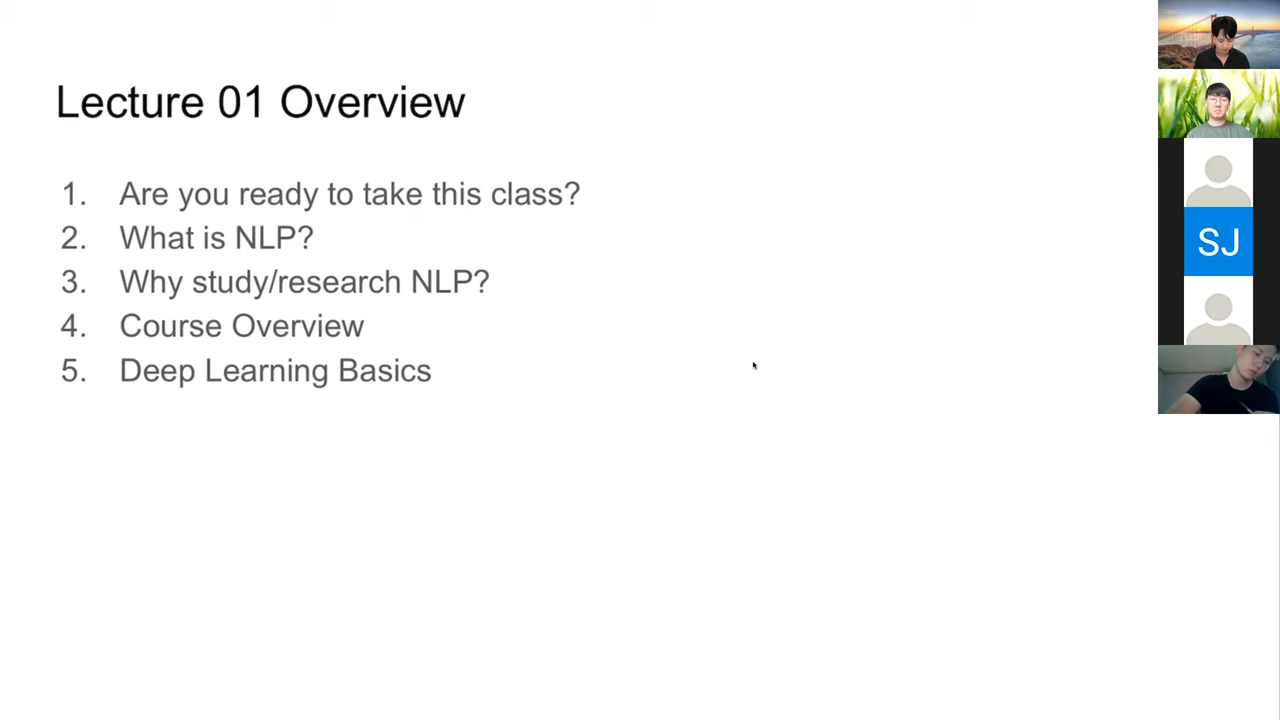 Lecture 01 Overview
1. Are you ready to take this class?
2. What is NLP?
3. Why study/research NLP?
4. Course Overview
5. Deep Learning Basics
SJ